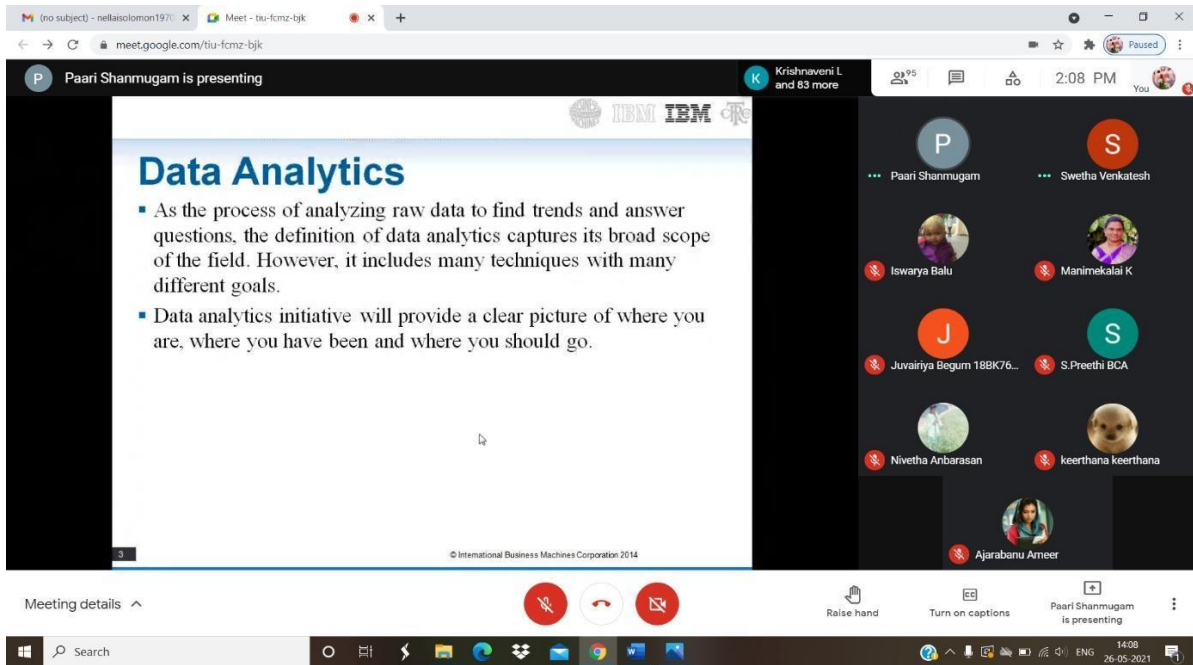 (no subject) - nellaisolomon1970
Meet - tiu-fcmz-bjk
meet.google.com/tiu-fcmz-bjk
Paused
P
Paari Shanmugam is presenting
K
Krishnaveni L
and 83 more
95
2:08 PM
You
IBM IBM
Data Analytics
▪ As the process of analyzing raw data to find trends and answer
questions, the definition of data analytics captures its broad scope
of the field. However, it includes many techniques with many
different goals.
▪ Data analytics initiative will provide a clear picture of where you
are, where you have been and where you should go.
3
© International Business Machines Corporation 2014
P
S
Paari Shanmugam
Swetha Venkatesh
Iswarya Balu
Manimekalai K
J
S
Juvairiya Begum 18BK76...
S.Preethi BCA
Nivetha Anbarasan
keerthana keerthana
Ajarabanu Ameer
Meeting details
Raise hand
CC
Turn on captions
Paari Shanmugam
is presenting
Search
ENG
14:08
26-05-2021